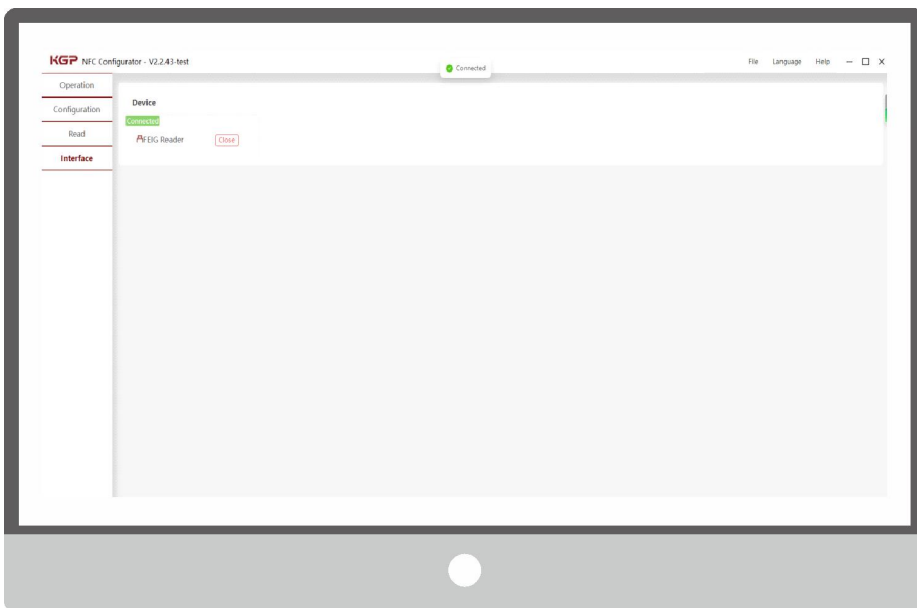 KGP NFC Configurator - V2.2.43-test
Connected
File Language Help
Operation
Configuration
Read
Interface
Device
Connected
FEIG Reader
Close